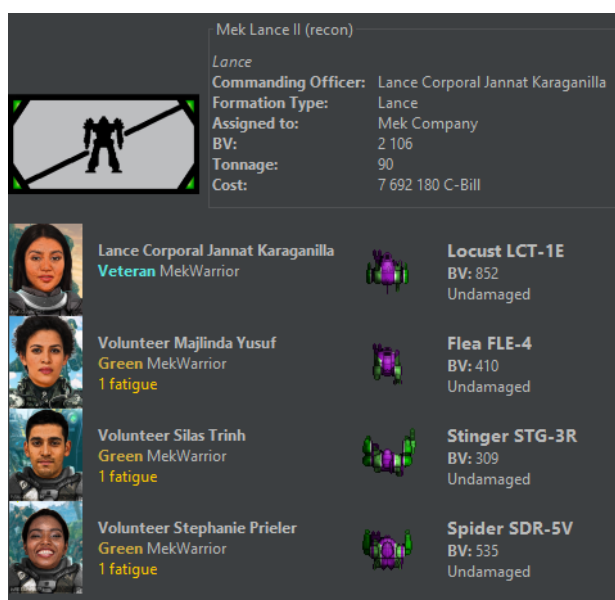 Mek Lance II (recon)
Lance
Commanding Officer: Lance Corporal Jannat Karaganilla
Formation Type: Lance
Assigned to: Mek Company
BV: 2 106
Tonnage: 90
Cost: 7 692 180 C-Bill
Lance Corporal Jannat Karaganilla
Veteran MekWarrior
Locust LCT-1E
BV: 852
Undamaged
Volunteer Majlinda Yusuf
Green MekWarrior
1 fatigue
Flea FLE-4
BV: 410
Undamaged
Volunteer Silas Trinh
Green MekWarrior
1 fatigue
Stinger STG-3R
BV: 309
Undamaged
Volunteer Stephanie Prieler
Green MekWarrior
1 fatigue
Spider SDR-5V
BV: 535
Undamaged